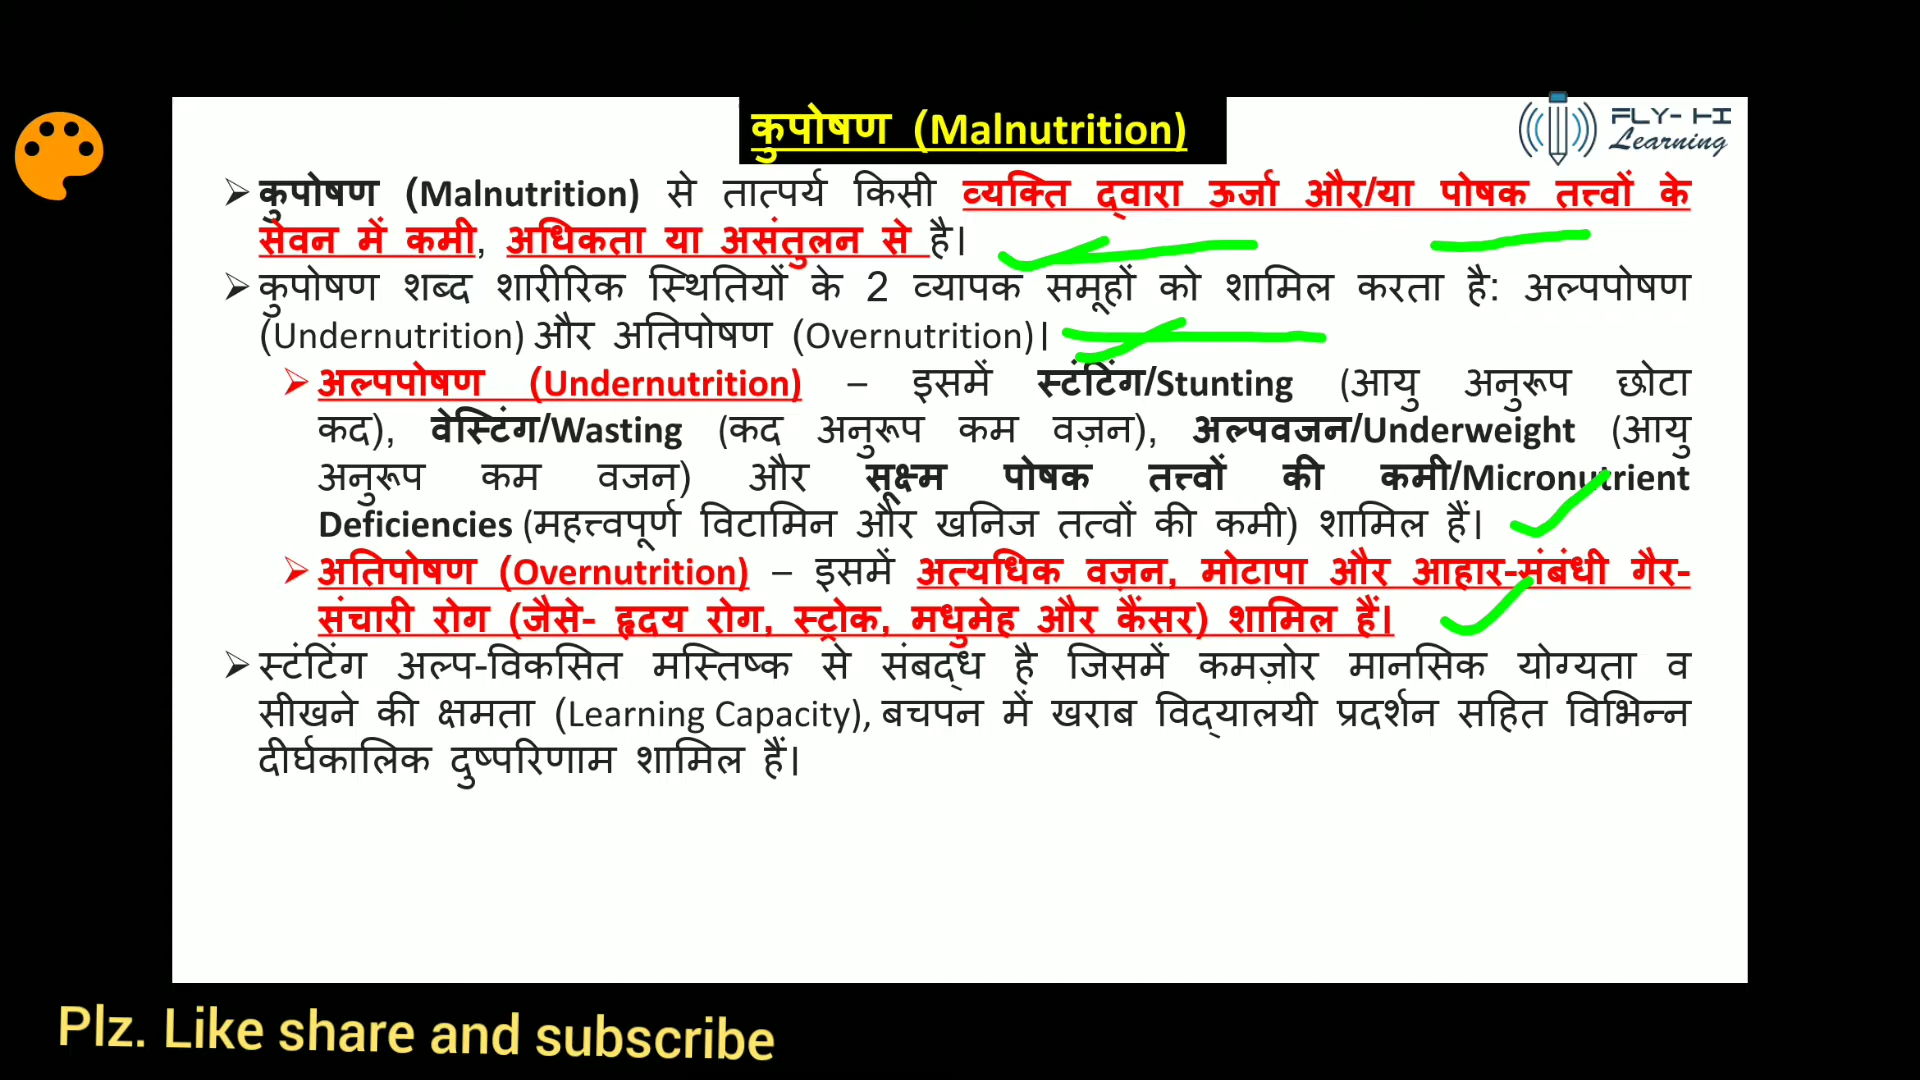 कुपोषण (Malnutrition)
FLY- HI
Learning
कुपोषण (Malnutrition) से तात्पर्य किसी व्यक्ति द्वारा ऊर्जा और/या पोषक तत्त्वों के
सेवन में कमी, अधिकता या असंतुलन से है।
कुपोषण शब्द शारीरिक स्थितियों के 2 व्यापक समूहों को शामिल करता है: अल्पपोषण
(Undernutrition) और अतिपोषण (Overnutrition)।
अल्पपोषण (Undernutrition) – इसमें स्टंटिंग/Stunting (आयु अनुरूप छोटा
कद), वेस्टिंग/Wasting (कद अनुरूप कम वज़न), अल्पवजन/Underweight (आयु
अनुरूप कम वजन) और सूक्ष्म पोषक तत्त्वों की कमी/Micronutrient
Deficiencies (महत्त्वपूर्ण विटामिन और खनिज तत्वों की कमी) शामिल हैं।
अतिपोषण (Overnutrition) – इसमें अत्यधिक वज़न, मोटापा और आहार-संबंधी गैर-
संचारी रोग (जैसे- हृदय रोग, स्ट्रोक, मधुमेह और कैंसर) शामिल हैं।
स्टंटिंग अल्प-विकसित मस्तिष्क से संबद्ध है जिसमें कमज़ोर मानसिक योग्यता व
सीखने की क्षमता (Learning Capacity), बचपन में खराब विद्यालयी प्रदर्शन सहित विभिन्न
दीर्घकालिक दुष्परिणाम शामिल हैं।
Plz. Like share and subscribe